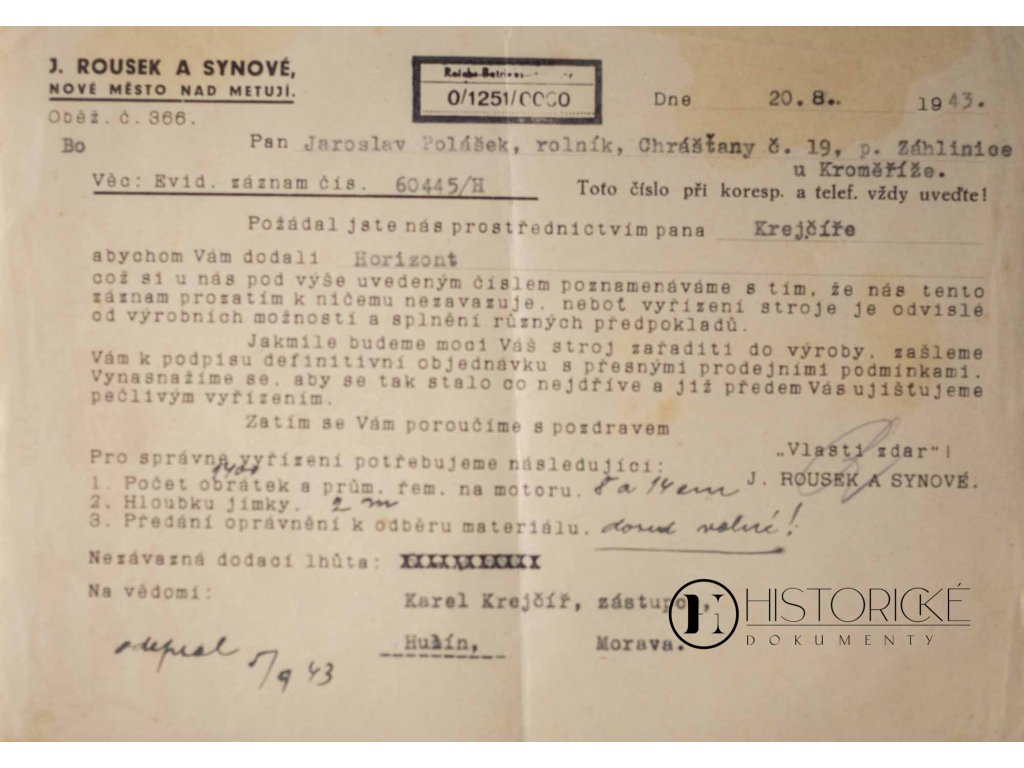 J. ROUSEK A SYNOVÉ,
NOVÉ MĚSTO NAD METUJÍ.
Oběž. č. 366.
0/1251/0060
Dne 20.8. 1943.
Bo
Pan Jaroslav Polášek, rolník, Chrášťany č. 19, p. Záhlinice
u Kroměříže.
Věc: Evid. záznam čís. 60445/H
Toto číslo při koresp. a telef. vždy uveďte!
Požádal jste nás prostřednictvím pana Krejčíře
abychom Vám dodali Horizont
což si u nás pod výše uvedeným číslem poznamenáváme s tím, že nás tento
záznam prozatím k ničemu nezavazuje, neboť vyřízení stroje je odvislé
od výrobních možností a splnění různých předpokladů.
Jakmile budeme moci Váš stroj zařaditi do výroby, zašleme
Vám k podpisu definitivní objednávku s přesnými prodejními podmínkami.
Vynasnažíme se, aby se tak stalo co nejdříve a již předem Vás ujišťujeme
pečlivým vyřízením.
Zatím se Vám poroučíme s pozdravem
„Vlasti zdar"!
J. ROUSEK A SYNOVÉ.
Pro správné vyřízení potřebujeme následující:
1. Počet obrátek a prům. řem. na motoru. 8 a 14 cm
2. Hloubku jímky. 2 m
3. Předání oprávnění k odběru materiálu. dosud volné!
Nezávazná dodací lhůta: XXXXXXXXXXX
Na vědomí:
Karel Krejčíř,
Hulín, Morava.
5/9 43
HISTORICKÉ
DOKUMENTY